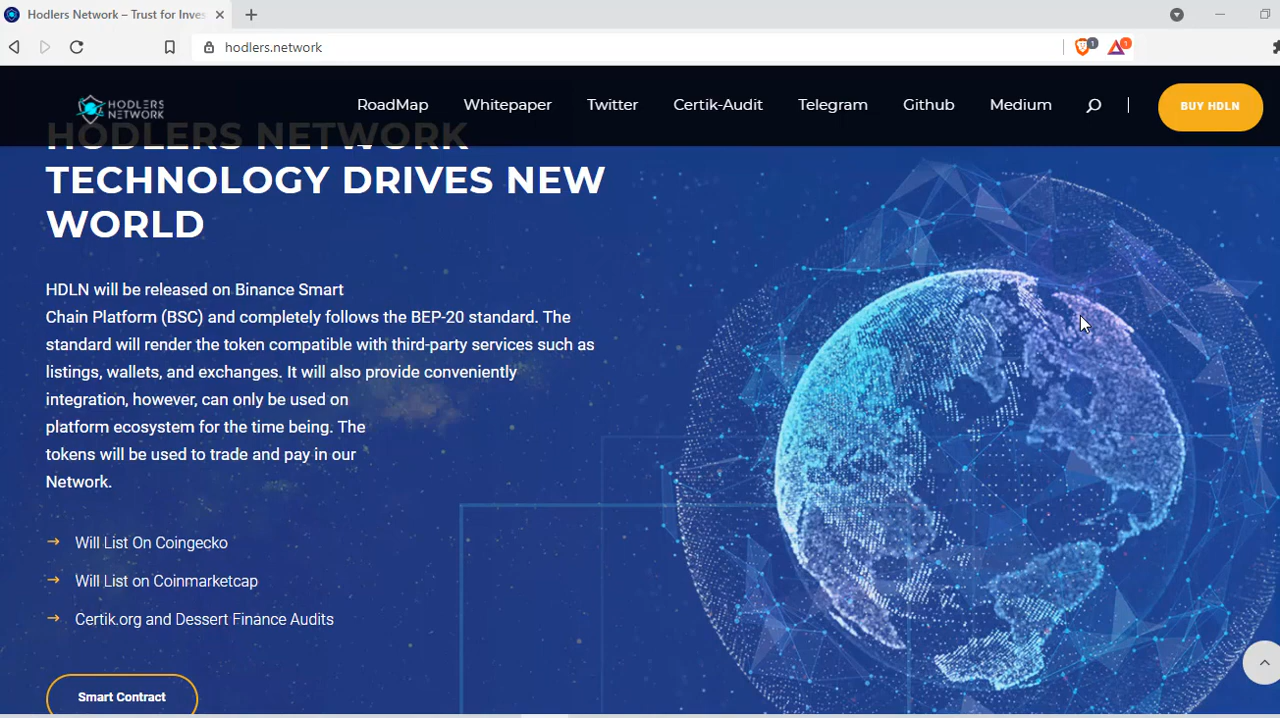 Hodlers Network – Trust for Inves
hodlers.network
1
1
HODLERS
NETWORK
RoadMap Whitepaper Twitter Certik-Audit Telegram Github Medium
BUY HDLN
HODLERS NETWORK
TECHNOLOGY DRIVES NEW
WORLD
HDLN will be released on Binance Smart
Chain Platform (BSC) and completely follows the BEP-20 standard. The
standard will render the token compatible with third-party services such as
listings, wallets, and exchanges. It will also provide conveniently
integration, however, can only be used on
platform ecosystem for the time being. The
tokens will be used to trade and pay in our
Network.
Will List On Coingecko
Will List on Coinmarketcap
Certik.org and Dessert Finance Audits
Smart Contract